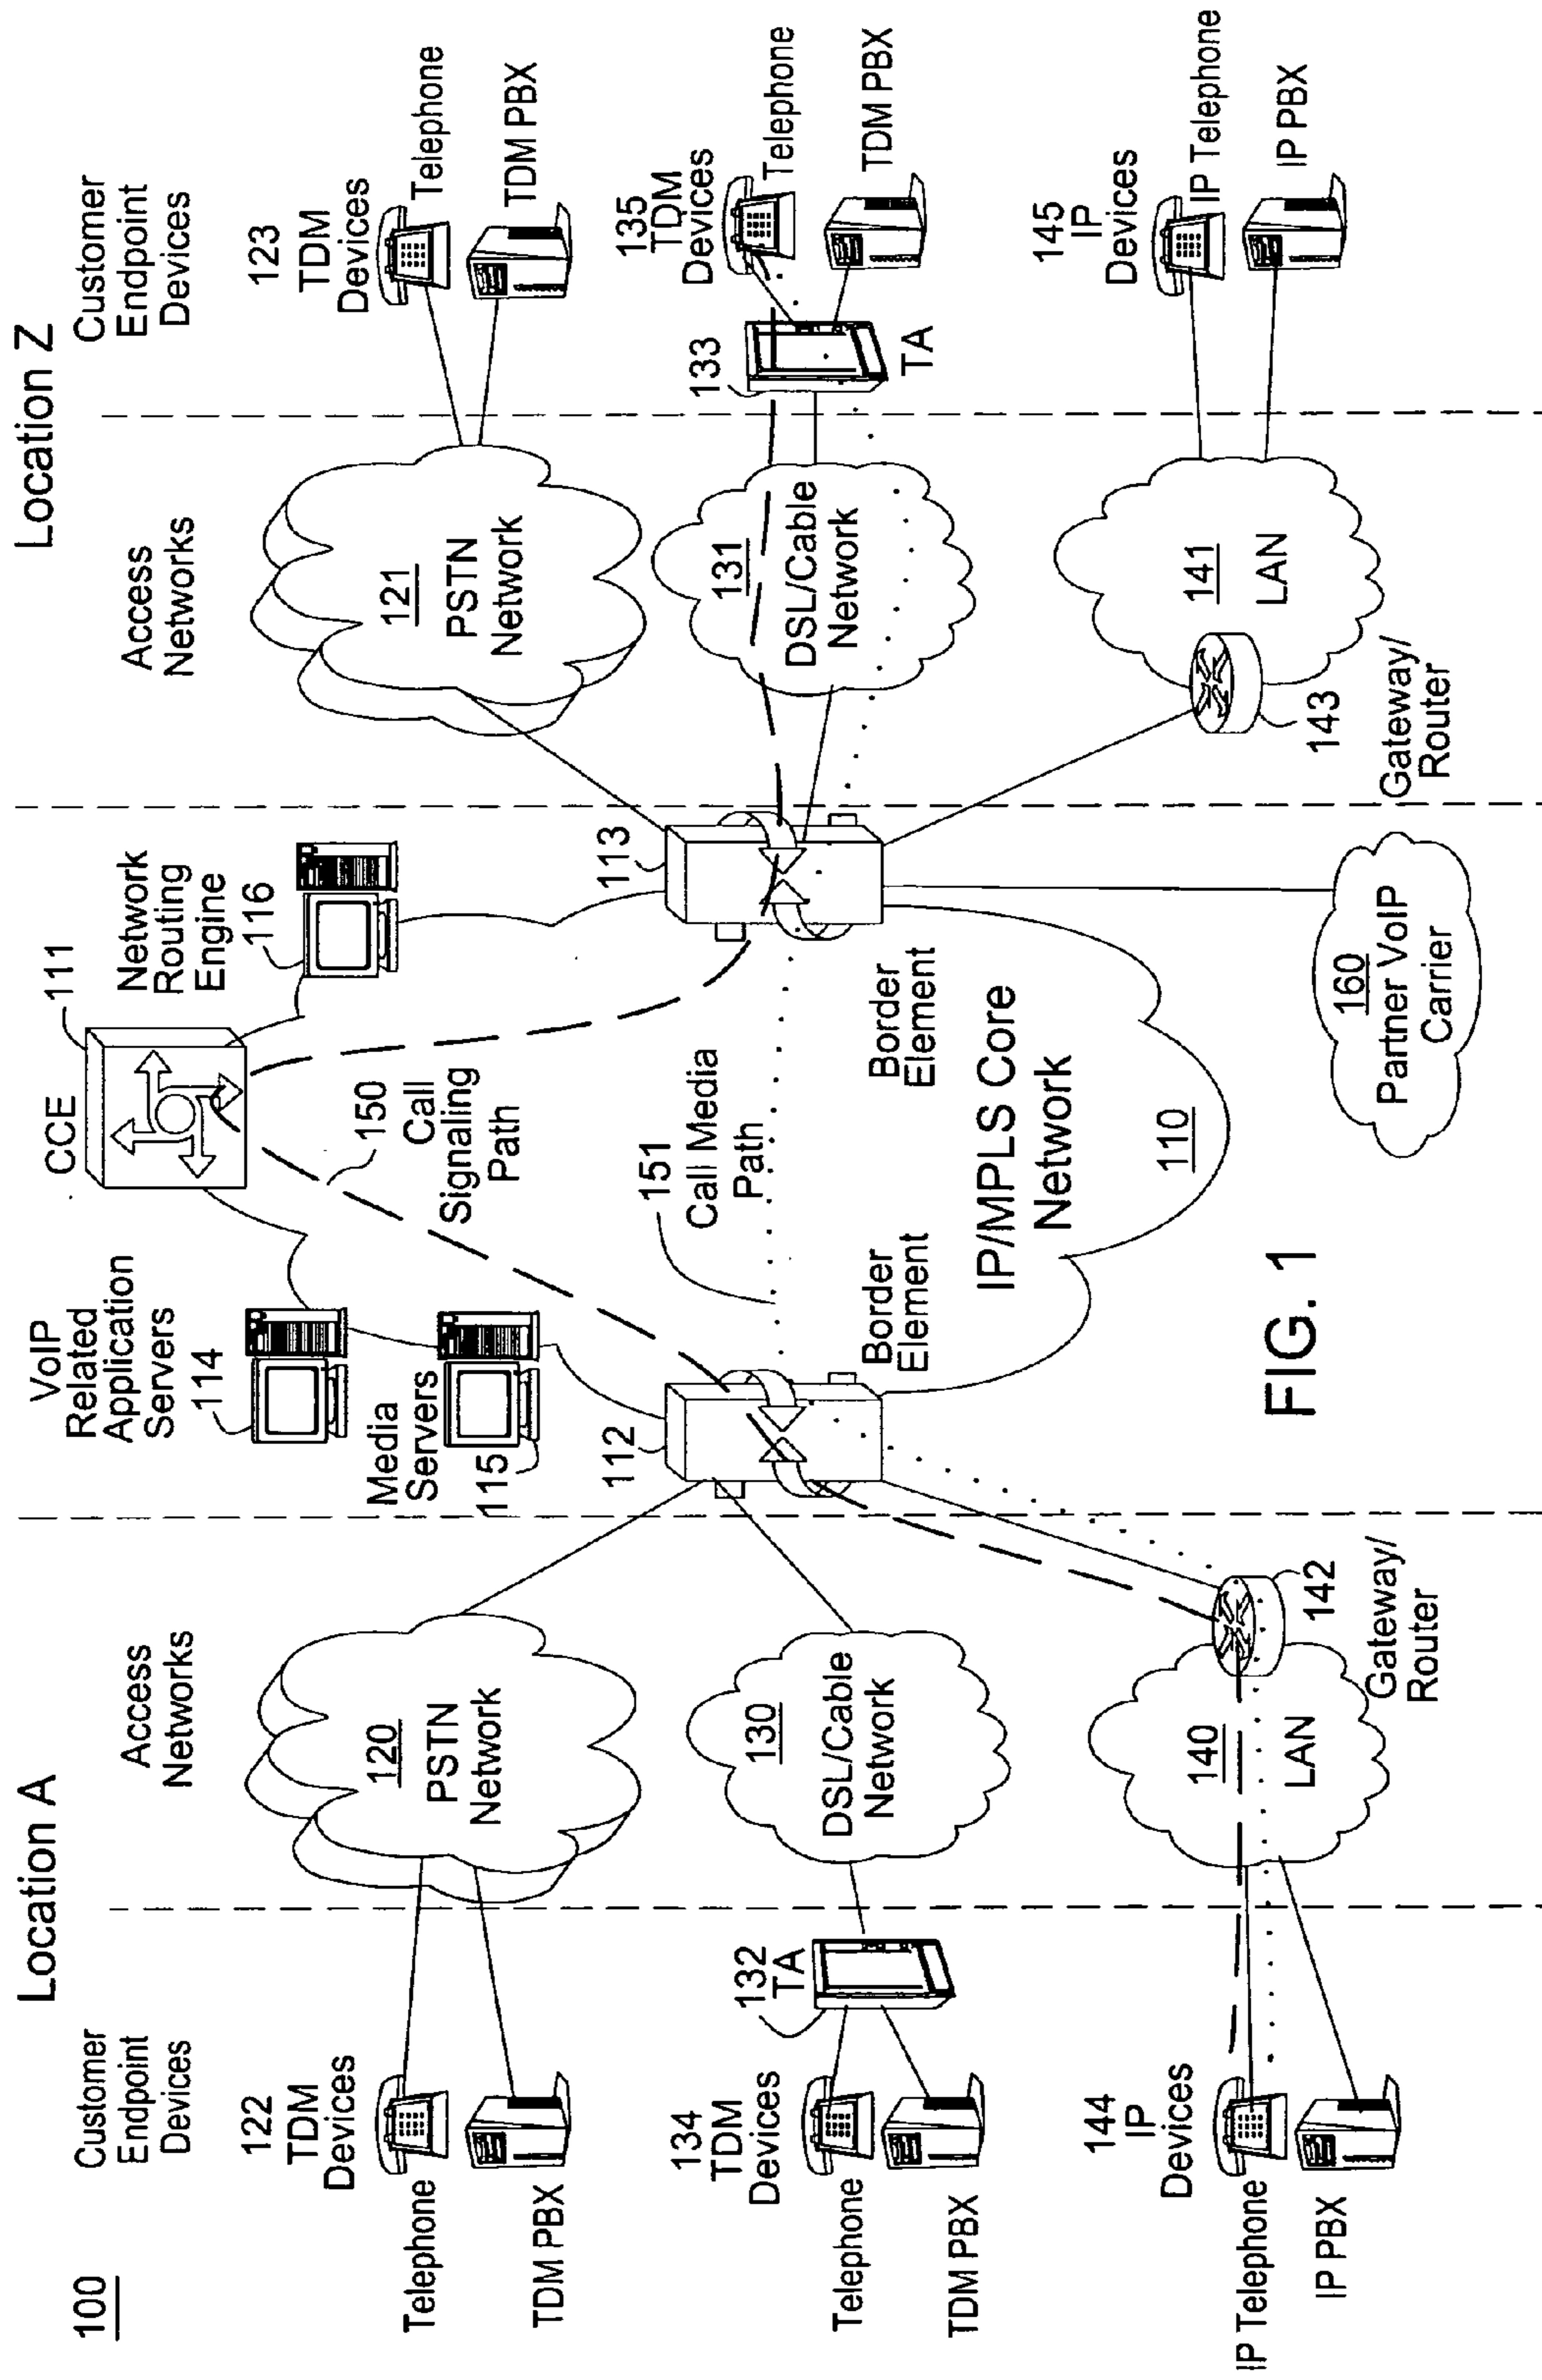 100
Location A
Location Z
Customer
Endpoint
Devices
Access
Networks
VoIP
Related
Application
Servers
114
CCE
111
Network
Routing
Engine
116
Access
Networks
Customer
Endpoint
Devices
122
TDM
Devices
Telephone
TDM PBX
120
PSTN
Network
Media
Servers
115
150
Call
Signaling
Path
121
PSTN
Network
123
TDM
Devices
Telephone
TDM PBX
134
TDM
Devices
Telephone
TDM PBX
132
TA
130
DSL/Cable
Network
112
Border
Element
151
Call Media
Path
113
Border
Element
131
DSL/Cable
Network
133
TA
135
TDM
Devices
Telephone
TDM PBX
IP/MPLS Core
Network
110
144
IP
Devices
IP Telephone
IP PBX
140
LAN
142
Gateway/
Router
160
Partner VoIP
Carrier
141
LAN
143
Gateway/
Router
145
IP
Devices
IP Telephone
IP PBX
FIG. 1